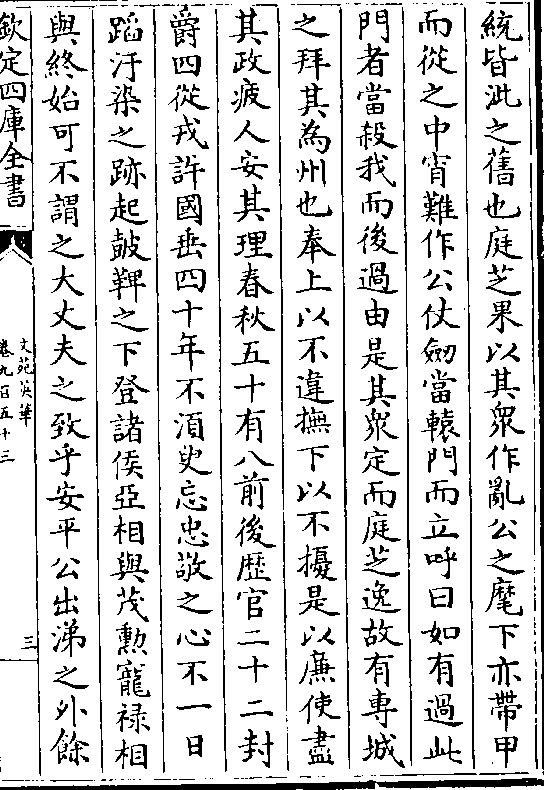 統皆泚之舊也庭芝果以其衆作亂公之麾下亦帶甲
而從之中宵難作公仗劒當轅門而立呼曰如有過此
門者當殺我而後過由是其衆定而庭芝逸故有專城
之拜其為州也奉上以不違撫下以不擾是以廉使盡
其政疲人安其理春秋五十有八前後歴官二十二封
爵四從戎許國垂四十年不湏臾忘忠敬之心不一日
蹈汙染之跡起鼓鞞之下登諸侯亞相與茂勲寵禄相
與終始可不謂之大丈夫之致乎安平公出涕之外餘
欽定四庫全書
文苑英華
卷九百五十三
三